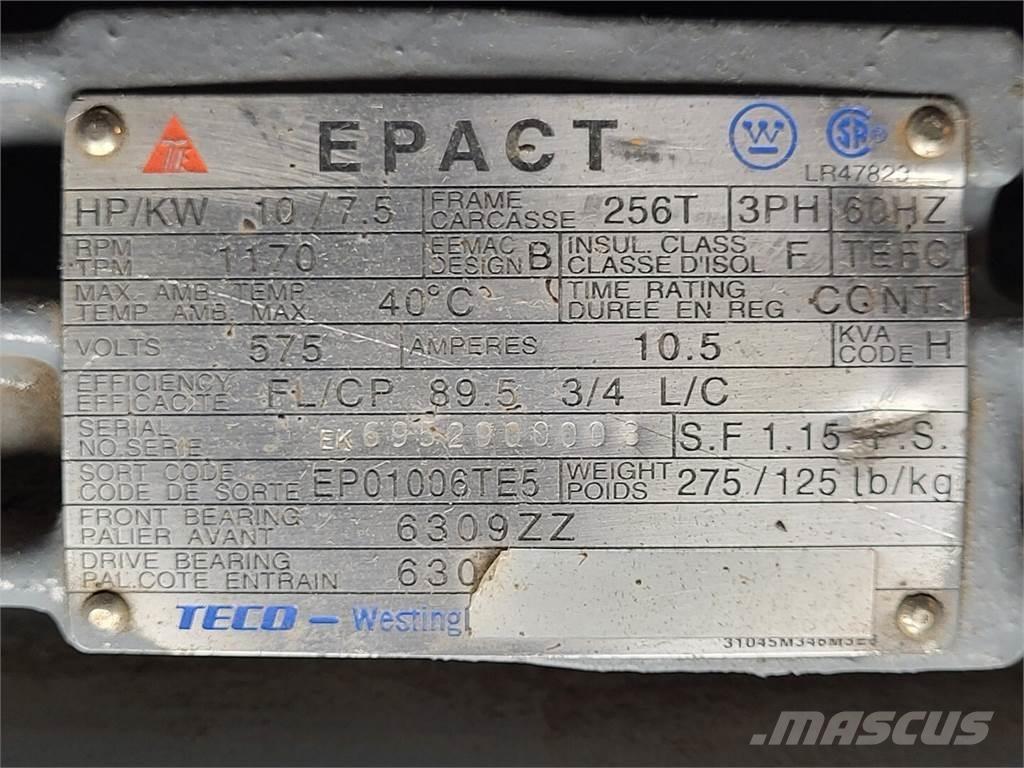 EPACT
W SA ®
LR47823
HP/KW 10/7.5 FRAME CARCASSE 256T 3PH 60HZ
RPM TPM 1170 EEMAC DESIGN B INSUL. CLASS CLASSE D'ISOL F TEFC
MAX. AMB. TEMP. TEMP. AMB. MAX. 40°C TIME RATING DUREE EN REG CONT.
VOLTS 575 AMPERES 10.5 KVA CODE H
EFFICIENCY EFFICACITE FL/CP 89.5 3/4 L/C
SERIAL NO.SERIE S.F 1.15 F.S.
SORT CODE CODE DE SORTE EP01006TE5 WEIGHT POIDS 275/125 lb/kg
FRONT BEARING PALIER AVANT 6309ZZ
DRIVE BEARING PAL.COTE ENTRAIN 630
TECO - Westing
MASCUS